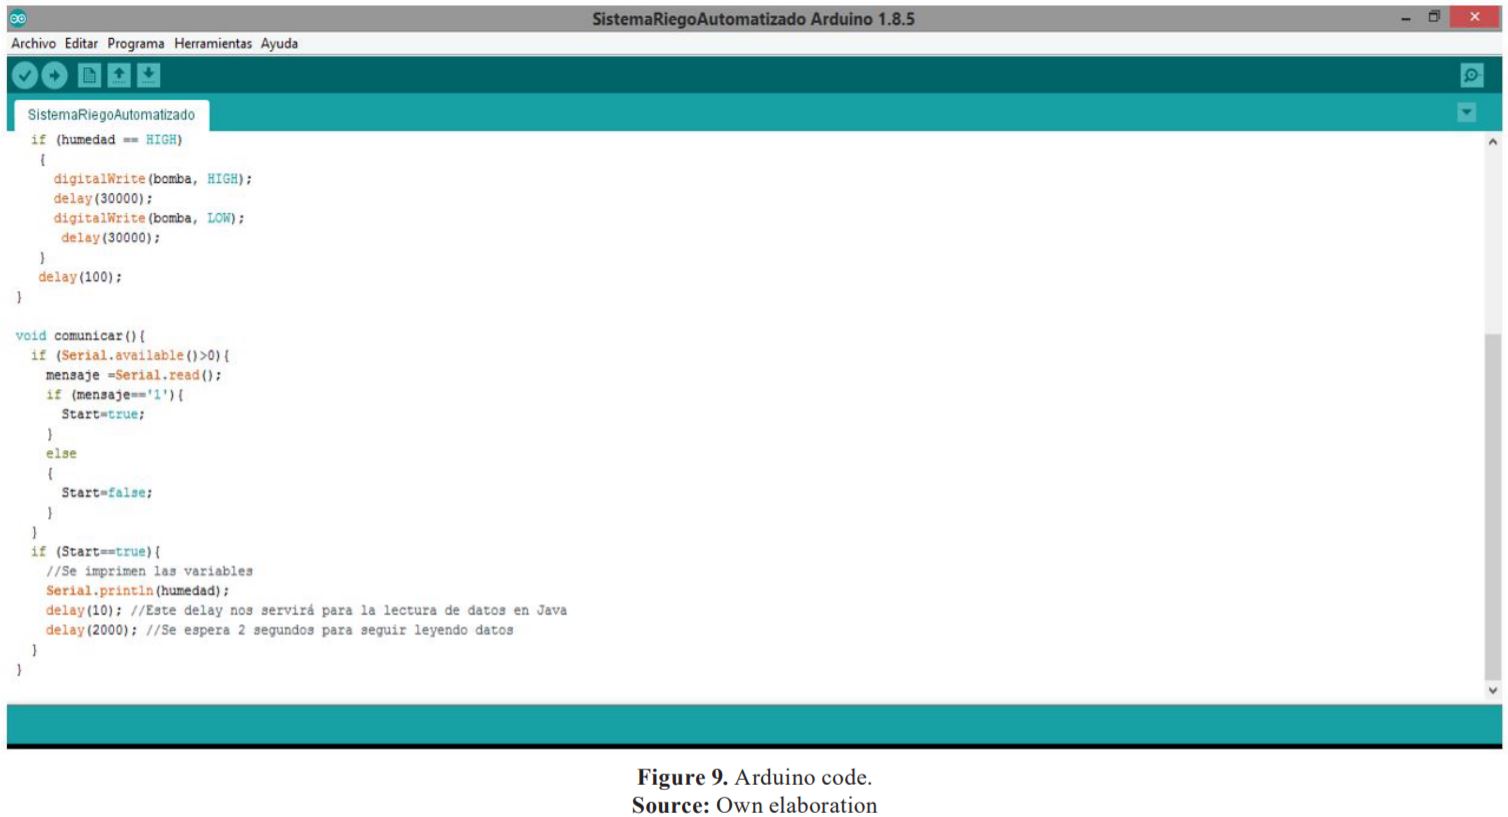 SistemaRiegoAutomatizado Arduino 1.8.5
Archivo Editar Programa Herramientas Ayuda
SistemaRiegoAutomatizado
if (humedad == HIGH)
{
digitalWrite(bomba, HIGH);
delay(30000);
digitalWrite(bomba, LOW);
delay(30000);
}
delay(100);
}
void comunicar(){
if (Serial.available()>0){
mensaje =Serial.read();
if (mensaje=='1'){
Start=true;
}
else
{
Start=false;
}
}
if (Start==true){
//Se imprimen las variables
Serial.println(humedad);
delay(10); //Este delay nos servirá para la lectura de datos en Java
delay(2000); //Se espera 2 segundos para seguir leyendo datos
}
}
Figure 9. Arduino code.
Source: Own elaboration